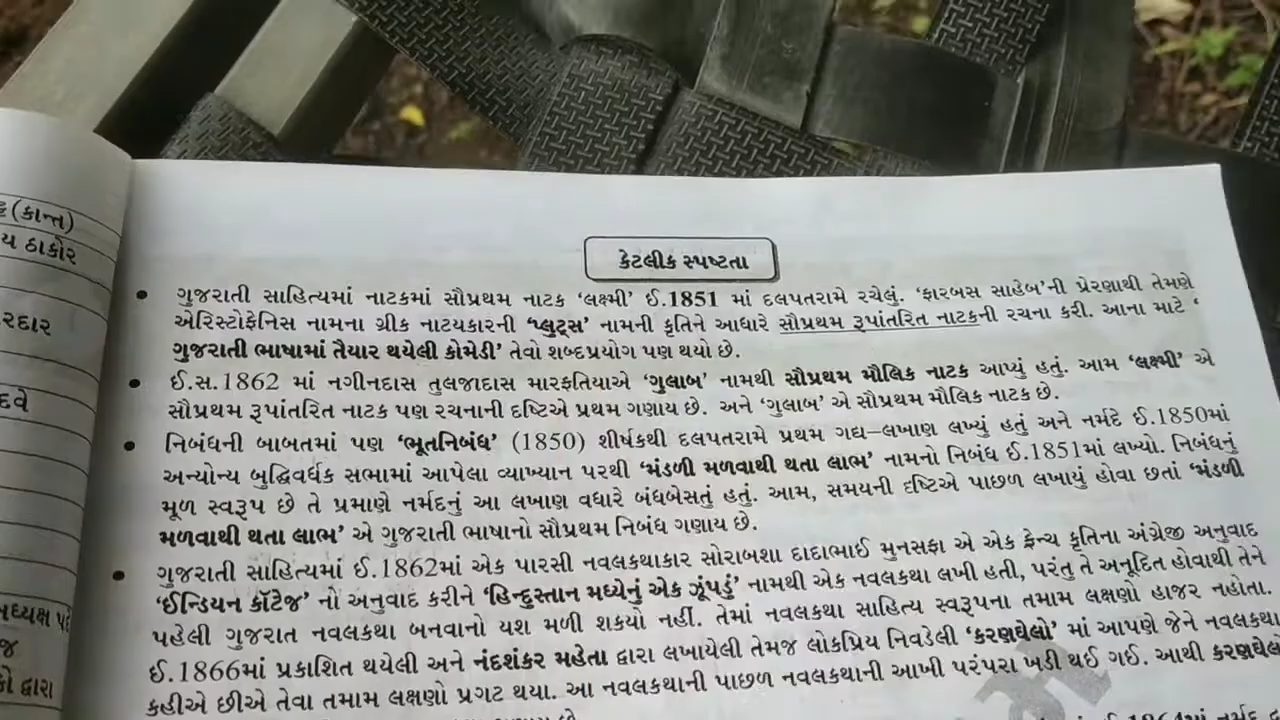 ટ્ટ(કાન્ત)
ય ઠાકોર
રદાર
દવે
જ
દ્વારા
કેટલીક સ્પષ્ટતા
• ગુજરાતી સાહિત્યમાં નાટકમાં સૌપ્રથમ નાટક ‘લક્ષ્મી’ ઈ.1851 માં દલપતરામે રચેલું. ‘ફારબસ સાહેબ’ની પ્રેરણાથી તેમણે
એરિસ્ટોફેનિસ નામના ગ્રીક નાટયકારની ‘પ્લુટ્સ’ નામની કૃતિને આધારે સૌપ્રથમ રૂપાંતરિત નાટકની રચના કરી. આના માટે ‘
ગુજરાતી ભાષામાં તૈયાર થયેલી કોમેડી’ તેવો શબ્દપ્રયોગ પણ થયો છે.
• ઈ.સ.1862 માં નગીનદાસ તુલજાદાસ મારફતિયાએ ‘ગુલાબ’ નામથી સૌપ્રથમ મૌલિક નાટક આપ્યું હતું. આમ ‘લક્ષ્મી’ એ
સૌપ્રથમ રૂપાંતરિત નાટક પણ રચનાની દૃષ્ટિએ પ્રથમ ગણાય છે. અને ‘ગુલાબ’ એ સૌપ્રથમ મૌલિક નાટક છે.
• નિબંધની બાબતમાં પણ ‘ભૂતનિબંધ’ (1850) શીર્ષકથી દલપતરામે પ્રથમ ગદ્ય–લખાણ લખ્યું હતું અને નર્મદે ઈ.1850માં
અન્યોન્ય બુદ્ધિવર્ધક સભામાં આપેલા વ્યાખ્યાન પરથી ‘મંડળી મળવાથી થતા લાભ’ નામનો નિબંધ ઈ.1851માં લખ્યો. નિબંધનું
મૂળ સ્વરૂપ છે તે પ્રમાણે નર્મદનું આ લખાણ વધારે બંધબેસતું હતું. આમ, સમયની દૃષ્ટિએ પાછળ લખાયું હોવા છતાં ‘મંડળી
મળવાથી થતા લાભ’ એ ગુજરાતી ભાષાનો સૌપ્રથમ નિબંધ ગણાય છે.
• ગુજરાતી સાહિત્યમાં ઈ.1862માં એક પારસી નવલકથાકાર સોરાબશા દાદાભાઈ મુનસફા એ એક ફ્રેન્ચ કૃતિના અંગ્રેજી અનુવાદ
‘ઈન્ડિયન કૉટેજ’ નો અનુવાદ કરીને ‘હિન્દુસ્તાન મધ્યેનું એક ઝૂંપડું’ નામથી એક નવલકથા લખી હતી, પરંતુ તે અનૂદિત હોવાથી તેને
પહેલી ગુજરાત નવલકથા બનવાનો યશ મળી શકયો નહીં. તેમાં નવલકથા સાહિત્ય સ્વરૂપના તમામ લક્ષણો હાજર નહોતા.
ઈ.1866માં પ્રકાશિત થયેલી અને નંદશંકર મહેતા દ્વારા લખાયેલી તેમજ લોકપ્રિય નિવડેલી ‘કરણઘેલો’ માં આપણે જેને નવલકથા
કહીએ છીએ તેવા તમામ લક્ષણો પ્રગટ થયા. આ નવલકથાની પાછળ નવલકથાની આખી પરંપરા ખડી થઈ ગઈ. આથી કરણઘેલો